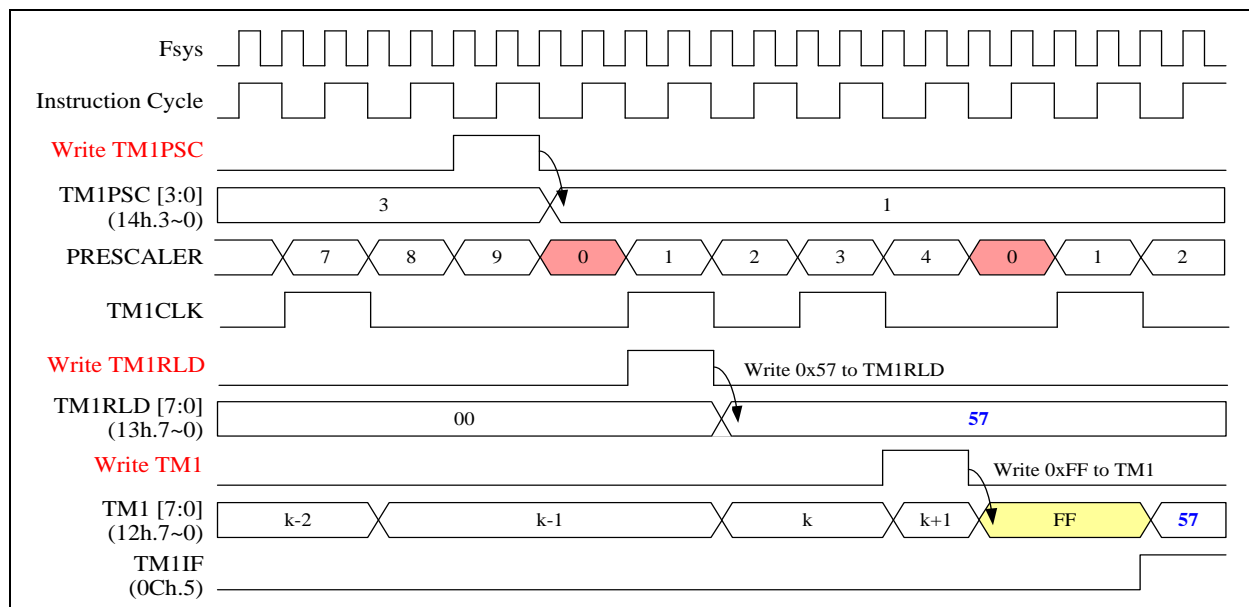 Fsys
Instruction Cycle
Write TM1PSC
TM1PSC [3:0]
(14h.3~0)
3 1
PRESCALER 7 8 9 0 1 2 3 4 0 1 2
TM1CLK
Write TM1RLD
Write 0x57 to TM1RLD
TM1RLD [7:0]
(13h.7~0)
00 57
Write TM1
Write 0xFF to TM1
TM1 [7:0]
(12h.7~0)
k-2 k-1 k k+1 FF 57
TM1IF
(0Ch.5)